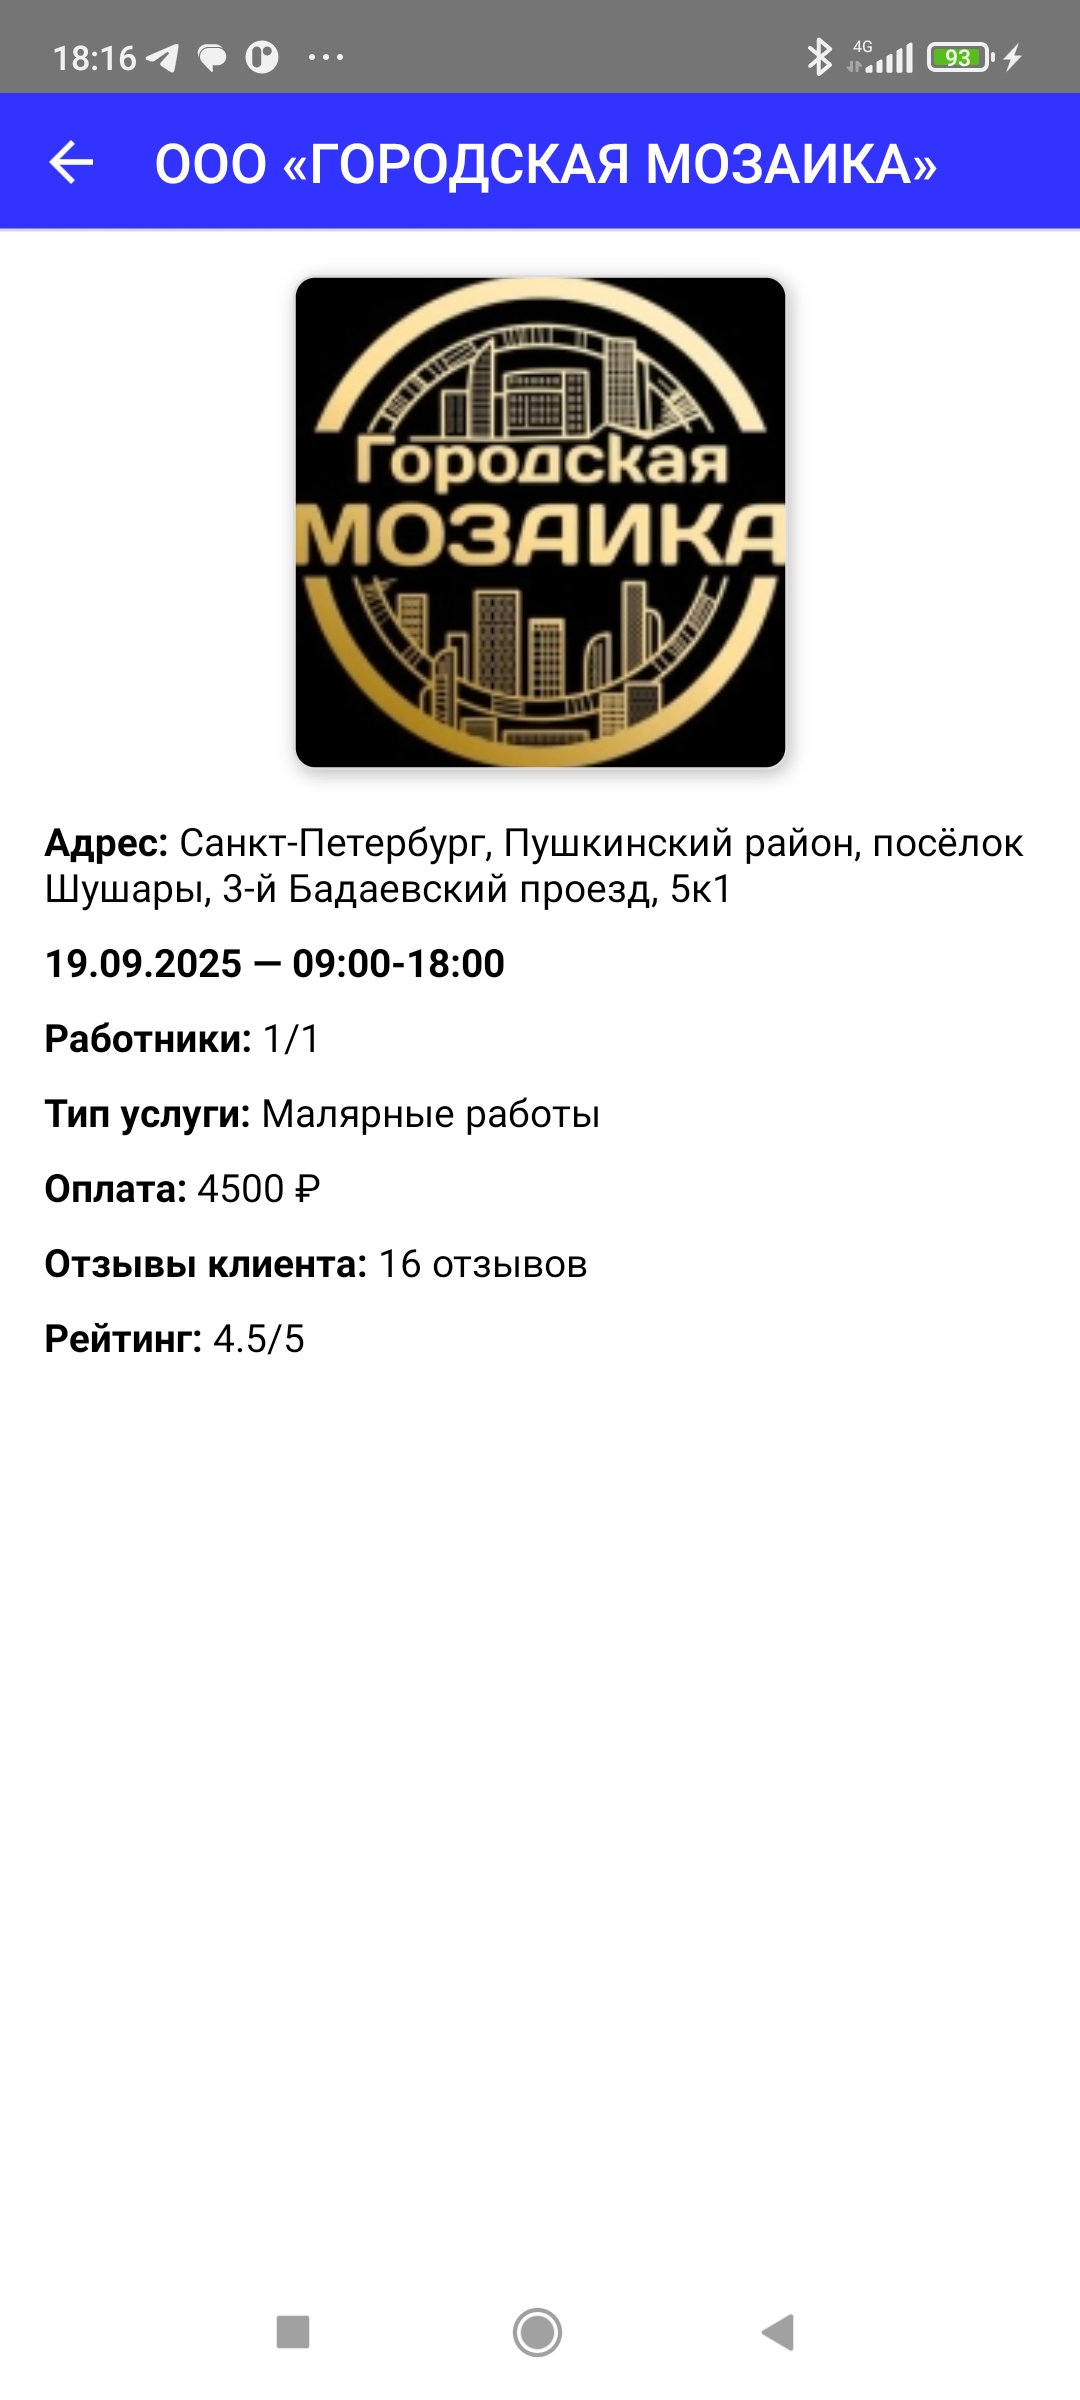 18:16
4G
93
ООО «ГОРОДСКАЯ МОЗАИКА»
Городская
МОЗАИКА
Адрес: Санкт-Петербург, Пушкинский район, посёлок
Шушары, 3-й Бадаевский проезд, 5к1
19.09.2025 — 09:00-18:00
Работники: 1/1
Тип услуги: Малярные работы
Оплата: 4500 ₽
Отзывы клиента: 16 отзывов
Рейтинг: 4.5/5